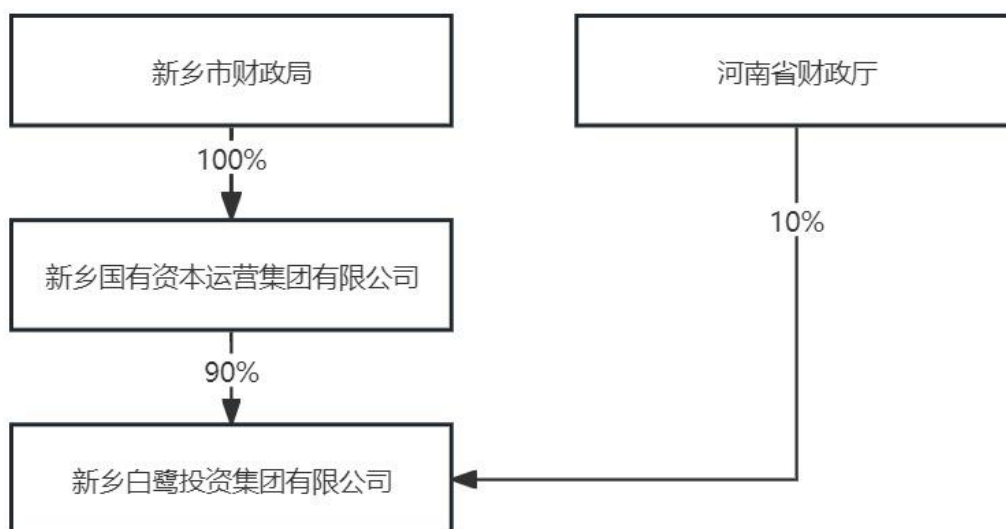 新乡市财政局
河南省财政厅
100%
10%
新乡国有资本运营集团有限公司
90%
新乡白鹭投资集团有限公司